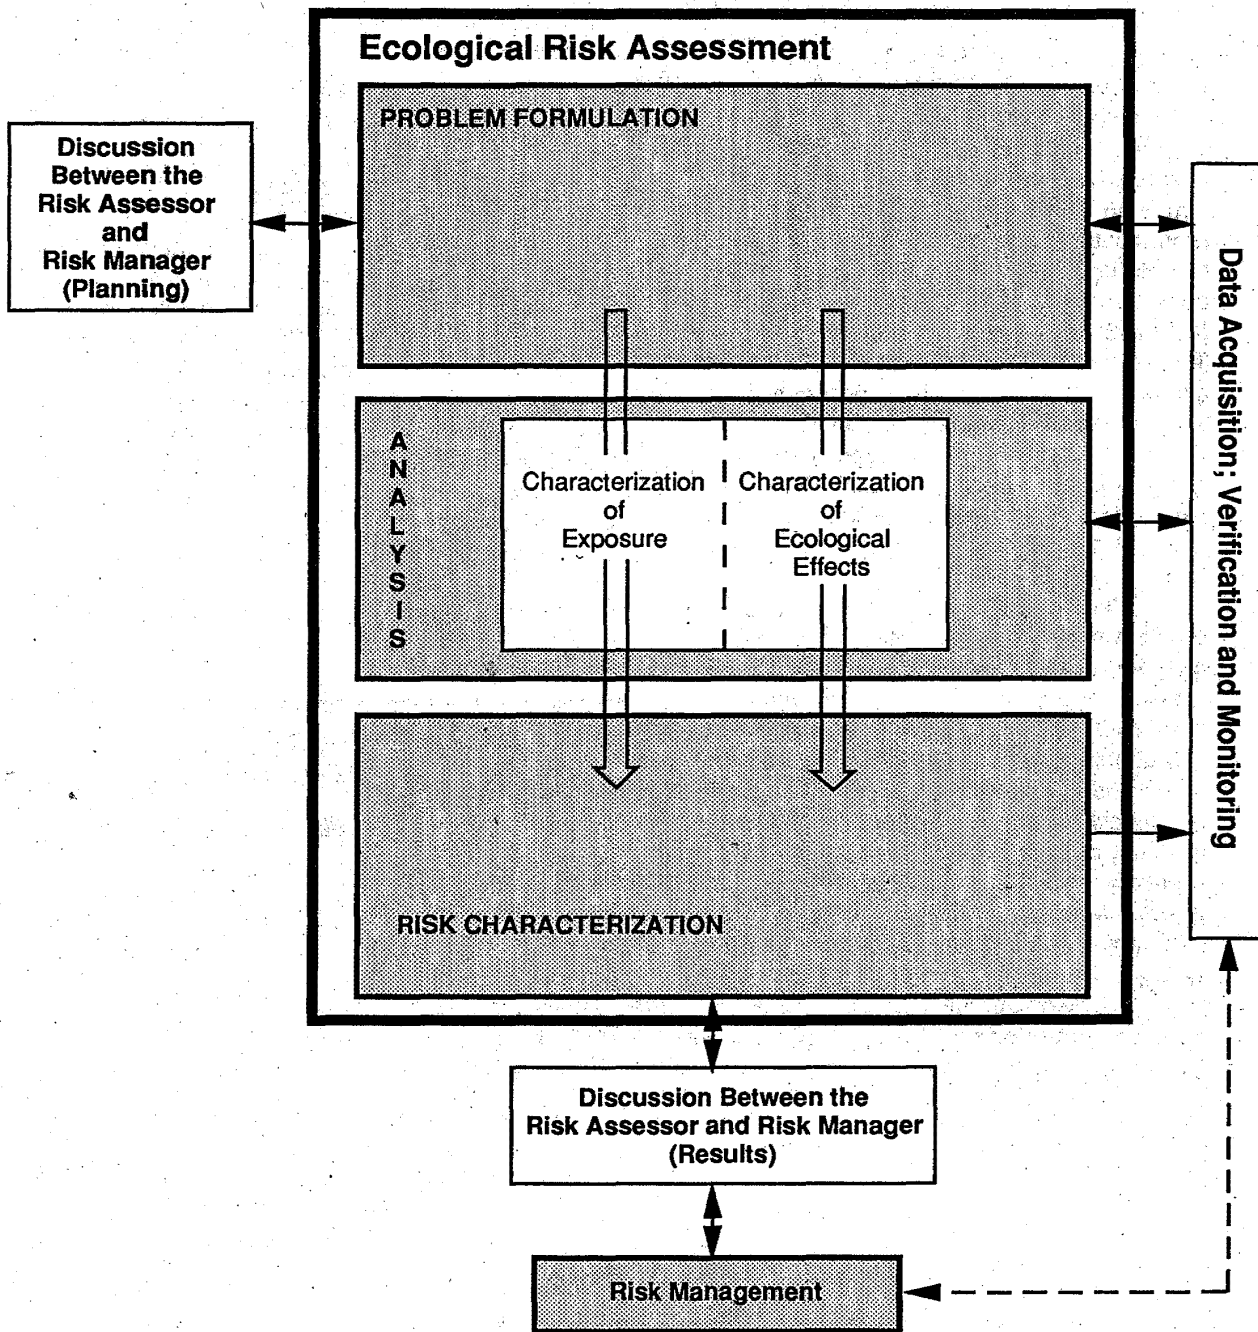 Ecological Risk Assessment
PROBLEM FORMULATION
Discussion
Between the
Risk Assessor
and
Risk Manager
(Planning)
Data Acquisition; Verification and Monitoring
ANALYSIS
Characterization
of
Exposure
Characterization
of
Ecological
Effects
RISK CHARACTERIZATION
Discussion Between the
Risk Assessor and Risk Manager
(Results)
Risk Management